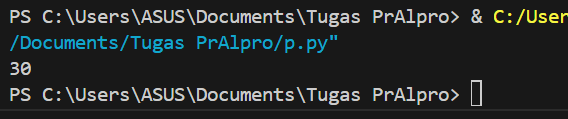 PS C:\Users\ASUS\Documents\Tugas PrAlpro> & C:/User
/Documents/Tugas PrAlpro/p.py"
30
PS C:\Users\ASUS\Documents\Tugas PrAlpro>